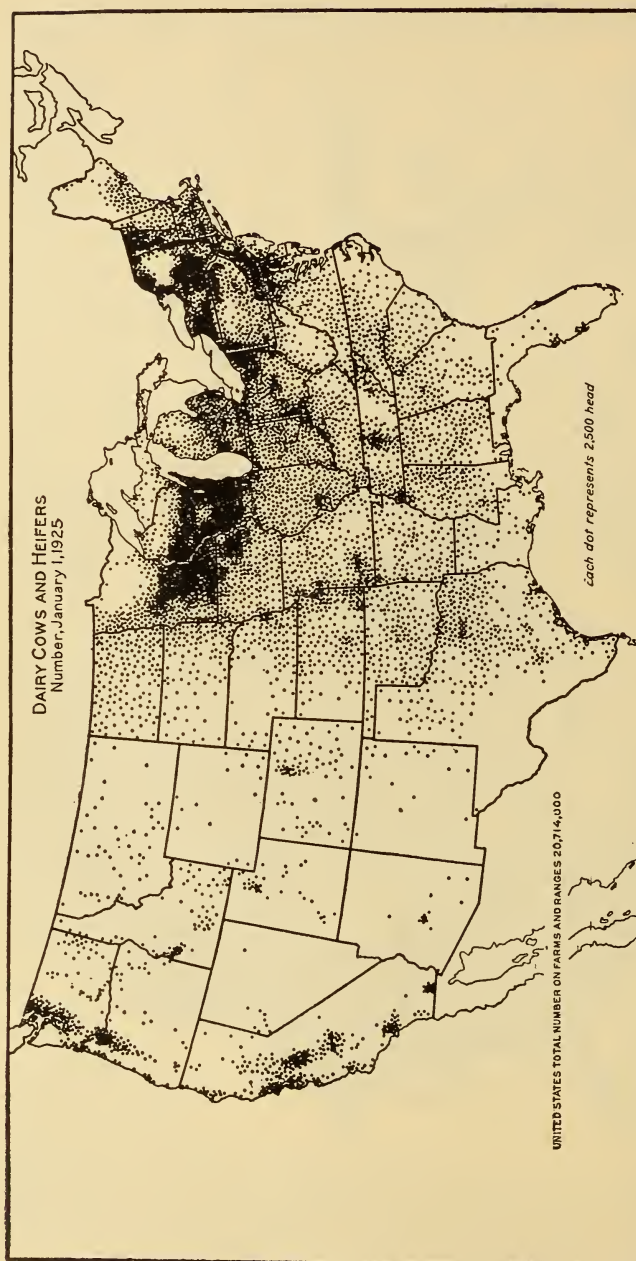 DAIRY COWS AND HEIFERS
Number, January 1, 1925
Each dot represents 2,500 head
UNITED STATES TOTAL NUMBER ON FARMS AND RANGES 20,714,000